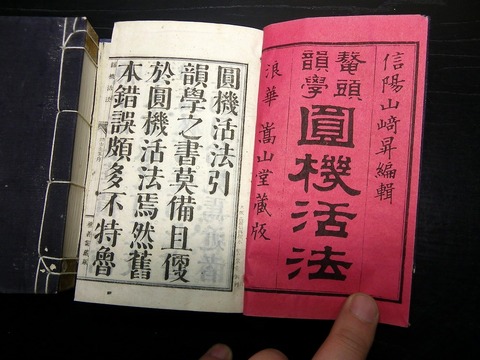 信陽山﨑昇編輯
鼇頭
韻學
圓機活法
浪華 嵩山堂藏版
圓機活法引
韻學之書莫備且便
於圓機活法焉然舊
本錯誤頗多不特魯